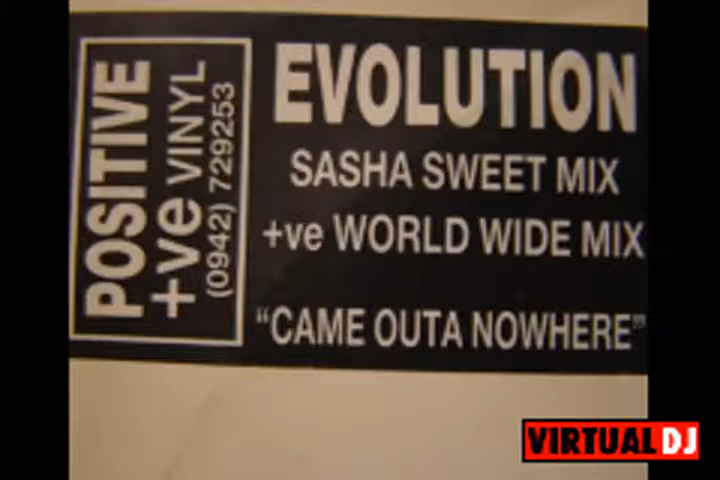 POSITIVE
+ve VINYL
(0942) 729253
EVOLUTION
SASHA SWEET MIX
+ve WORLD WIDE MIX
“CAME OUTA NOWHERE”
VIRTUAL DJ